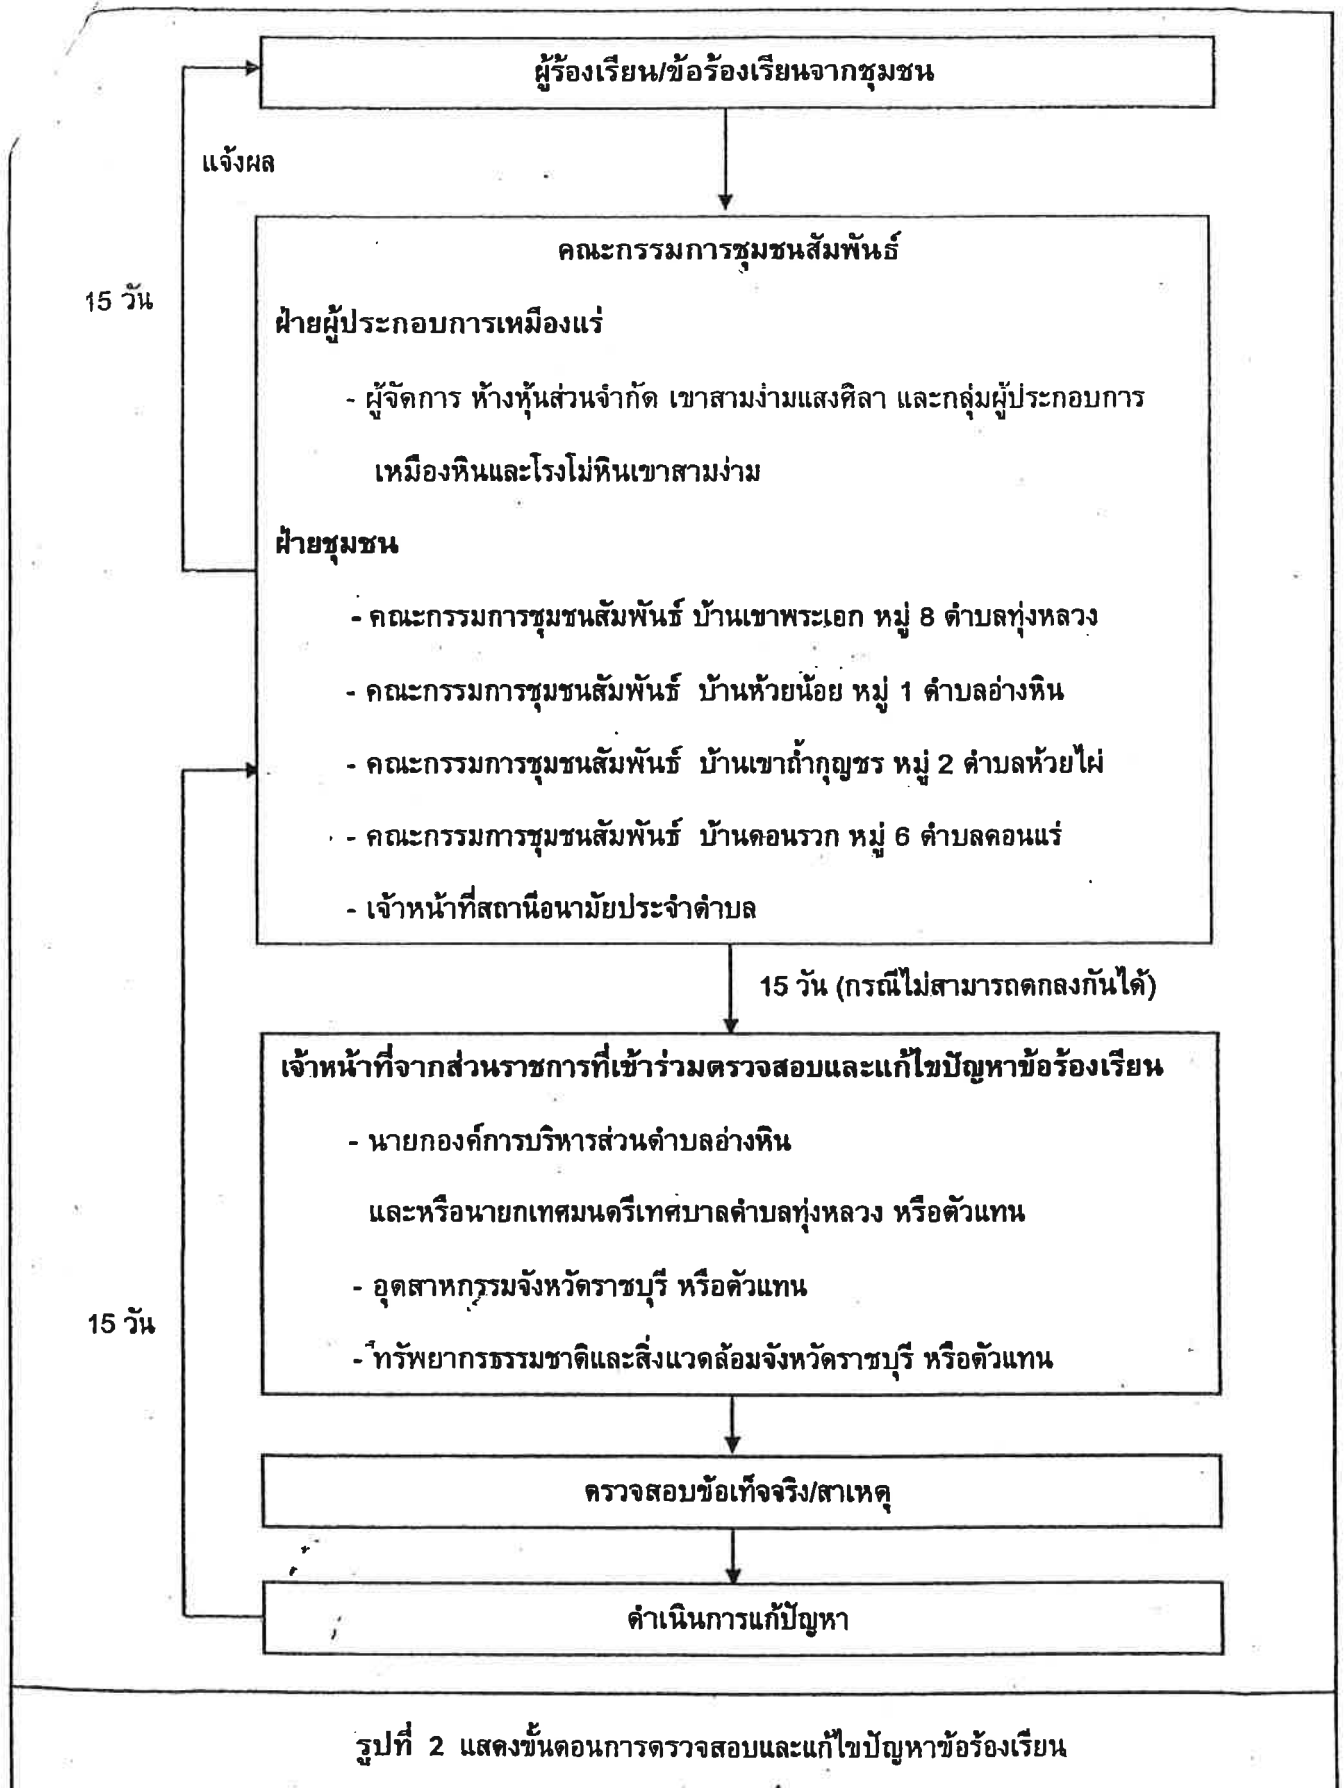 ผู้ร้องเรียน/ข้อร้องเรียนจากชุมชน
แจ้งผล
15 วัน
คณะกรรมการชุมชนสัมพันธ์
ฝ่ายผู้ประกอบการเหมืองแร่
- ผู้จัดการ ห้างหุ้นส่วนจำกัด เขาสามง่ามแสงศิลา และกลุ่มผู้ประกอบการ
เหมืองหินและโรงโม่หินเขาสามง่าม
ฝ่ายชุมชน
- คณะกรรมการชุมชนสัมพันธ์ บ้านเขาพระเอก หมู่ 8 ตำบลทุ่งหลวง
- คณะกรรมการชุมชนสัมพันธ์ บ้านห้วยน้อย หมู่ 1 ตำบลอ่างหิน
- คณะกรรมการชุมชนสัมพันธ์ บ้านเขาถ้ำกุญชร หมู่ 2 ตำบลห้วยไผ่
- คณะกรรมการชุมชนสัมพันธ์ บ้านดอนรวก หมู่ 6 ตำบลดอนแร่
- เจ้าหน้าที่สถานีอนามัยประจำตำบล
15 วัน (กรณีไม่สามารถตกลงกันได้)
เจ้าหน้าที่จากส่วนราชการที่เข้าร่วมตรวจสอบและแก้ไขปัญหาข้อร้องเรียน
- นายกองค์การบริหารส่วนตำบลอ่างหิน
และหรือนายกเทศมนตรีเทศบาลตำบลทุ่งหลวง หรือตัวแทน
- อุตสาหกรรมจังหวัดราชบุรี หรือตัวแทน
15 วัน
- ทรัพยากรธรรมชาติและสิ่งแวดล้อมจังหวัดราชบุรี หรือตัวแทน
ตรวจสอบข้อเท็จจริง/สาเหตุ
ดำเนินการแก้ปัญหา
รูปที่ 2 แสดงขั้นตอนการตรวจสอบและแก้ไขปัญหาข้อร้องเรียน